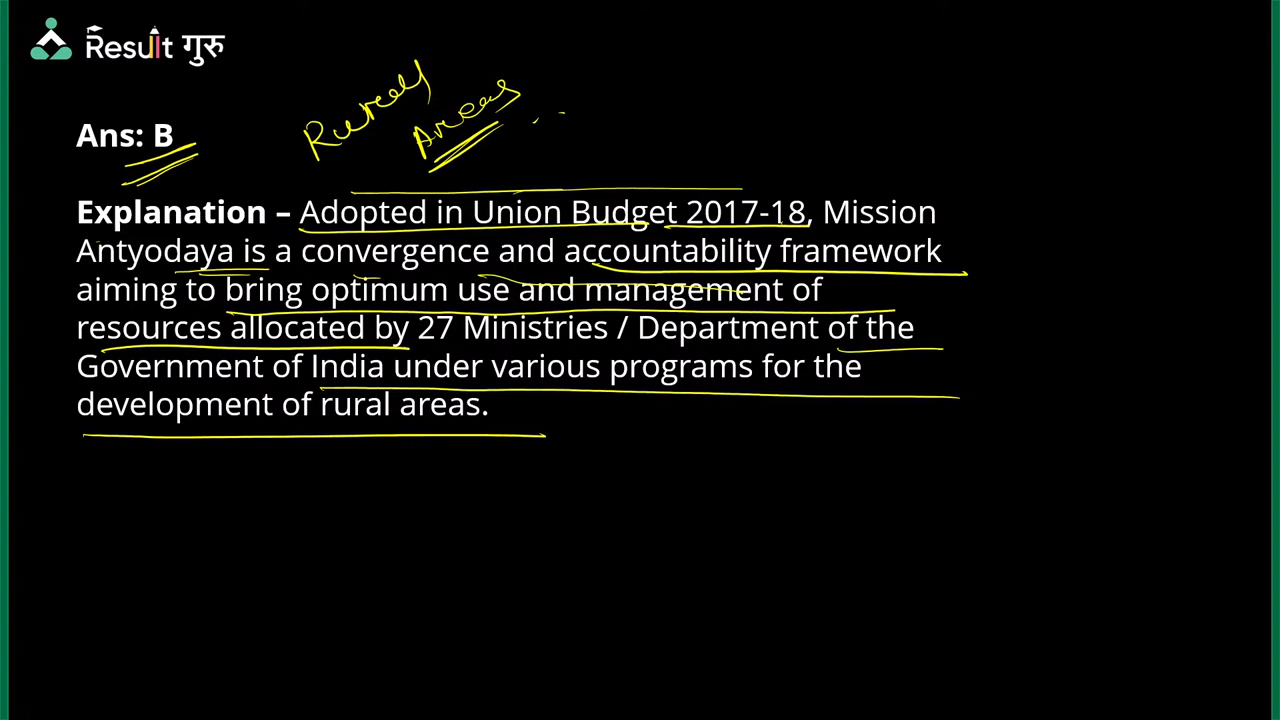 Result गुरु
Rural
Areas
Ans: B
Explanation – Adopted in Union Budget 2017-18, Mission
Antyodaya is a convergence and accountability framework
aiming to bring optimum use and management of
resources allocated by 27 Ministries / Department of the
Government of India under various programs for the
development of rural areas.